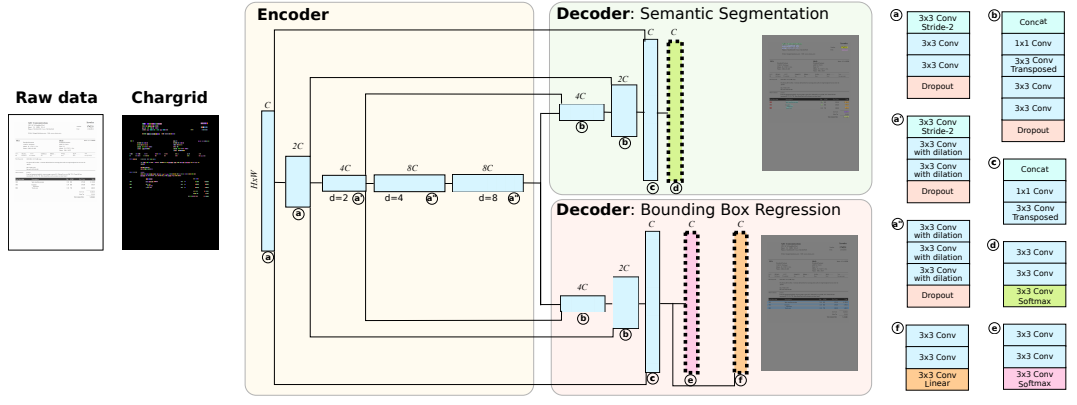 Raw data
Chargrid
Encoder
C
HxW
a
2C
a
4C
d=2
a'
8C
d=4
a"
8C
d=8
a"
Decoder: Semantic Segmentation
4C
b
2C
b
C
c
C
d
Decoder: Bounding Box Regression
4C
b
2C
b
C
c
C
e
C
f
a
3x3 Conv
Stride-2
3x3 Conv
3x3 Conv
Dropout
a'
3x3 Conv
Stride-2
3x3 Conv
with dilation
3x3 Conv
with dilation
Dropout
a"
3x3 Conv
with dilation
3x3 Conv
with dilation
3x3 Conv
with dilation
Dropout
f
3x3 Conv
3x3 Conv
3x3 Conv
Linear
b
Concat
1x1 Conv
3x3 Conv
Transposed
3x3 Conv
3x3 Conv
Dropout
c
Concat
1x1 Conv
3x3 Conv
Transposed
d
3x3 Conv
3x3 Conv
3x3 Conv
Softmax
e
3x3 Conv
3x3 Conv
3x3 Conv
Softmax